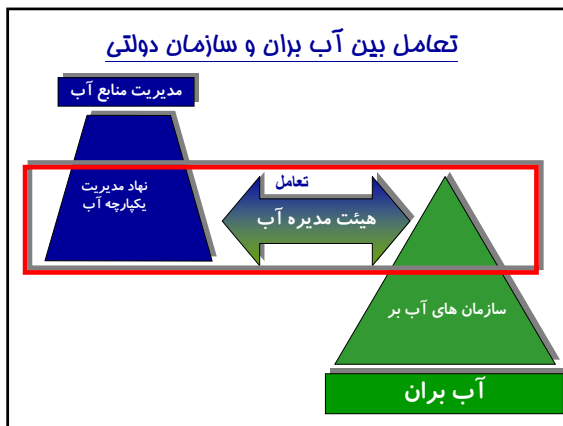 تعامل بین آب بران و سازمان دولتی
مدیریت منابع آب
نهاد مدیریت
یکپارچه آب
تعامل
هیئت مدیره آب
سازمان های آب بر
آب بران